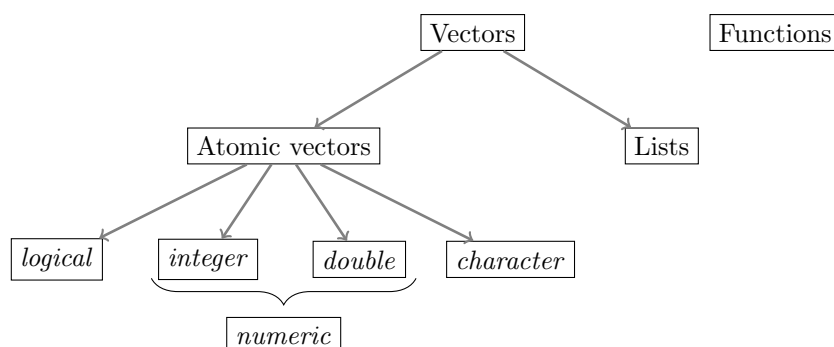 Vectors
Functions
Atomic vectors
Lists
logical
integer
double
character
numeric